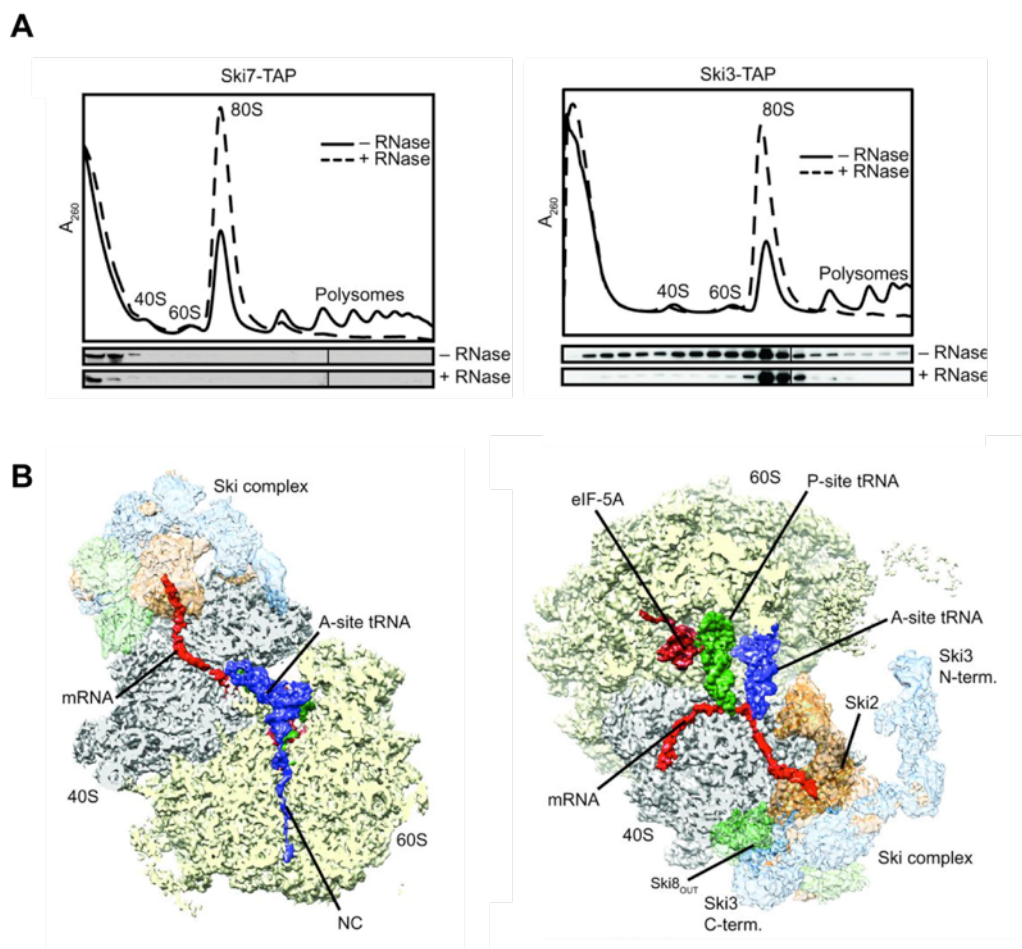 A
Ski7-TAP
80S
– RNase
+ RNase
A260
40S
60S
Polysomes
– RNase
+ RNase
Ski3-TAP
80S
– RNase
+ RNase
A260
40S
60S
Polysomes
– RNase
+ RNase
B
Ski complex
A-site tRNA
mRNA
40S
60S
NC
60S
P-site tRNA
eIF-5A
A-site tRNA
Ski3
N-term.
Ski2
mRNA
40S
Ski complex
Ski8OUT
Ski3
C-term.